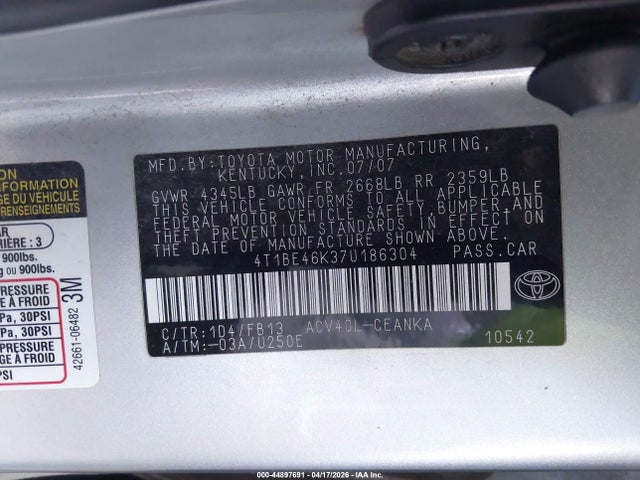 MFD.BY:TOYOTA MOTOR MANUFACTURING,
KENTUCKY, INC. 07/07
GVWR 4345LB GAWR FR 2668LB RR 2359LB
THIS VEHICLE CONFORMS TO ALL APPLICABLE
FEDERAL MOTOR VEHICLE SAFETY, BUMPER AND
THEFT PREVENTION STANDARDS IN EFFECT ON
THE DATE OF MANUFACTURE SHOWN ABOVE.
4T1BE46K37U186304 PASS.CAR
C/TR:1D4/FB13 ACV40L-CEANKA
A/TM:-03A/U250E 10542
ON
FORMATION
GE DU VEHICULE
renseignements
AR
RIÈRE : 3
900lbs.
g ou 900lbs.
PRESSURE
E À FROID
Pa, 30PSI
Pa, 30PSI
PRESSURE
E À FROID
PSI
42661-06482 3M
000-44897691 - 04/17/2026 - IAA Inc.